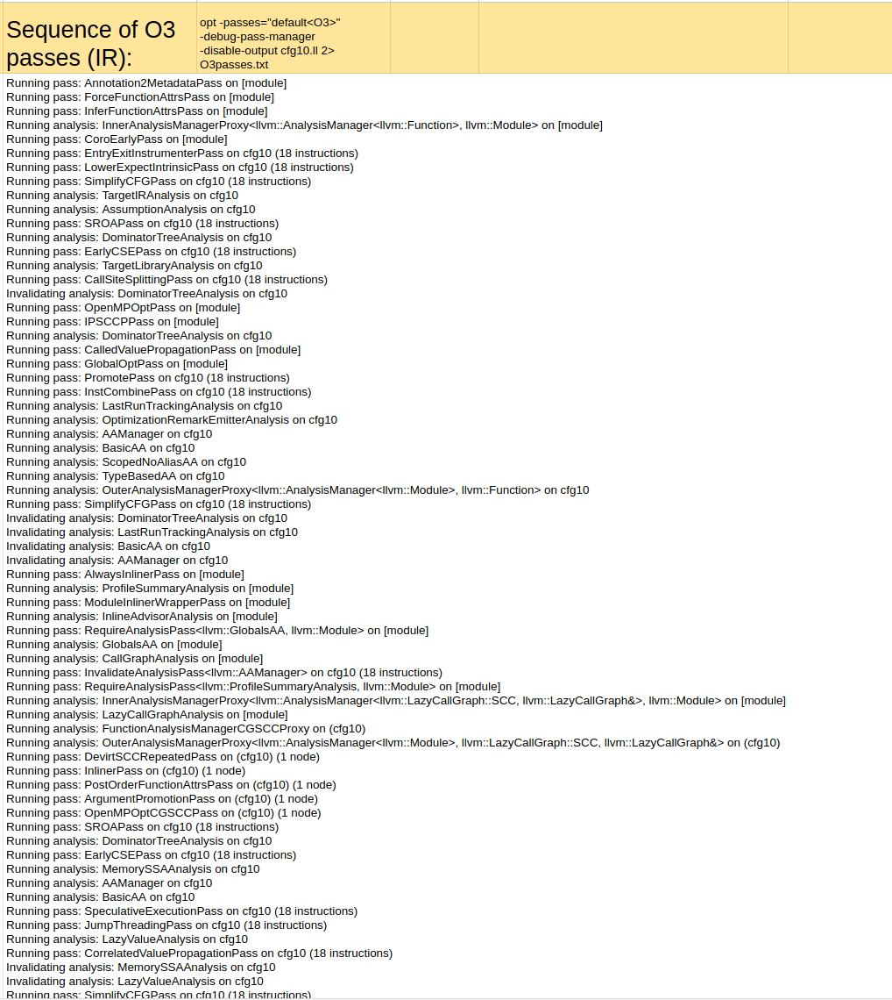 Sequence of O3
passes (IR):
opt -passes="default<O3>"
-debug-pass-manager
-disable-output cfg10.ll 2>
O3passes.txt
Running pass: Annotation2MetadataPass on [module]
Running pass: ForceFunctionAttrsPass on [module]
Running pass: InferFunctionAttrsPass on [module]
Running analysis: InnerAnalysisManagerProxy<llvm::AnalysisManager<llvm::Function>, llvm::Module> on [module]
Running pass: CoroEarlyPass on [module]
Running pass: EntryExitInstrumenterPass on cfg10 (18 instructions)
Running pass: LowerExpectIntrinsicPass on cfg10 (18 instructions)
Running pass: SimplifyCFGPass on cfg10 (18 instructions)
Running analysis: TargetIRAnalysis on cfg10
Running analysis: AssumptionAnalysis on cfg10
Running pass: SROAPass on cfg10 (18 instructions)
Running analysis: DominatorTreeAnalysis on cfg10
Running pass: EarlyCSEPass on cfg10 (18 instructions)
Running analysis: TargetLibraryAnalysis on cfg10
Running pass: CallSiteSplittingPass on cfg10 (18 instructions)
Invalidating analysis: DominatorTreeAnalysis on cfg10
Running pass: OpenMPOptPass on [module]
Running pass: IPSCCPPass on [module]
Running analysis: DominatorTreeAnalysis on cfg10
Running pass: CalledValuePropagationPass on [module]
Running pass: GlobalOptPass on [module]
Running pass: PromotePass on cfg10 (18 instructions)
Running pass: InstCombinePass on cfg10 (18 instructions)
Running analysis: LastRunTrackingAnalysis on cfg10
Running analysis: OptimizationRemarkEmitterAnalysis on cfg10
Running analysis: AAManager on cfg10
Running analysis: BasicAA on cfg10
Running analysis: ScopedNoAliasAA on cfg10
Running analysis: TypeBasedAA on cfg10
Running analysis: OuterAnalysisManagerProxy<llvm::AnalysisManager<llvm::Module>, llvm::Function> on cfg10
Running pass: SimplifyCFGPass on cfg10 (18 instructions)
Invalidating analysis: DominatorTreeAnalysis on cfg10
Invalidating analysis: LastRunTrackingAnalysis on cfg10
Invalidating analysis: BasicAA on cfg10
Invalidating analysis: AAManager on cfg10
Running pass: AlwaysInlinerPass on [module]
Running analysis: ProfileSummaryAnalysis on [module]
Running pass: ModuleInlinerWrapperPass on [module]
Running analysis: InlineAdvisorAnalysis on [module]
Running pass: RequireAnalysisPass<llvm::GlobalsAA, llvm::Module> on [module]
Running analysis: GlobalsAA on [module]
Running analysis: CallGraphAnalysis on [module]
Running pass: InvalidateAnalysisPass<llvm::AAManager> on cfg10 (18 instructions)
Running pass: RequireAnalysisPass<llvm::ProfileSummaryAnalysis, llvm::Module> on [module]
Running analysis: InnerAnalysisManagerProxy<llvm::AnalysisManager<llvm::LazyCallGraph::SCC, llvm::LazyCallGraph&>, llvm::Module> on [module]
Running analysis: LazyCallGraphAnalysis on [module]
Running analysis: FunctionAnalysisManagerCGSCCProxy on (cfg10)
Running analysis: OuterAnalysisManagerProxy<llvm::AnalysisManager<llvm::Module>, llvm::LazyCallGraph::SCC, llvm::LazyCallGraph&> on (cfg10)
Running pass: DevirtSCCRepeatedPass on (cfg10) (1 node)
Running pass: InlinerPass on (cfg10) (1 node)
Running pass: PostOrderFunctionAttrsPass on (cfg10) (1 node)
Running pass: ArgumentPromotionPass on (cfg10) (1 node)
Running pass: OpenMPOptCGSCCPass on (cfg10) (1 node)
Running pass: SROAPass on cfg10 (18 instructions)
Running analysis: DominatorTreeAnalysis on cfg10
Running pass: EarlyCSEPass on cfg10 (18 instructions)
Running analysis: MemorySSAAnalysis on cfg10
Running analysis: AAManager on cfg10
Running analysis: BasicAA on cfg10
Running pass: SpeculativeExecutionPass on cfg10 (18 instructions)
Running pass: JumpThreadingPass on cfg10 (18 instructions)
Running analysis: LazyValueAnalysis on cfg10
Running pass: CorrelatedValuePropagationPass on cfg10 (18 instructions)
Invalidating analysis: MemorySSAAnalysis on cfg10
Invalidating analysis: LazyValueAnalysis on cfg10
Running pass: SimplifyCFGPass on cfg10 (18 instructions)